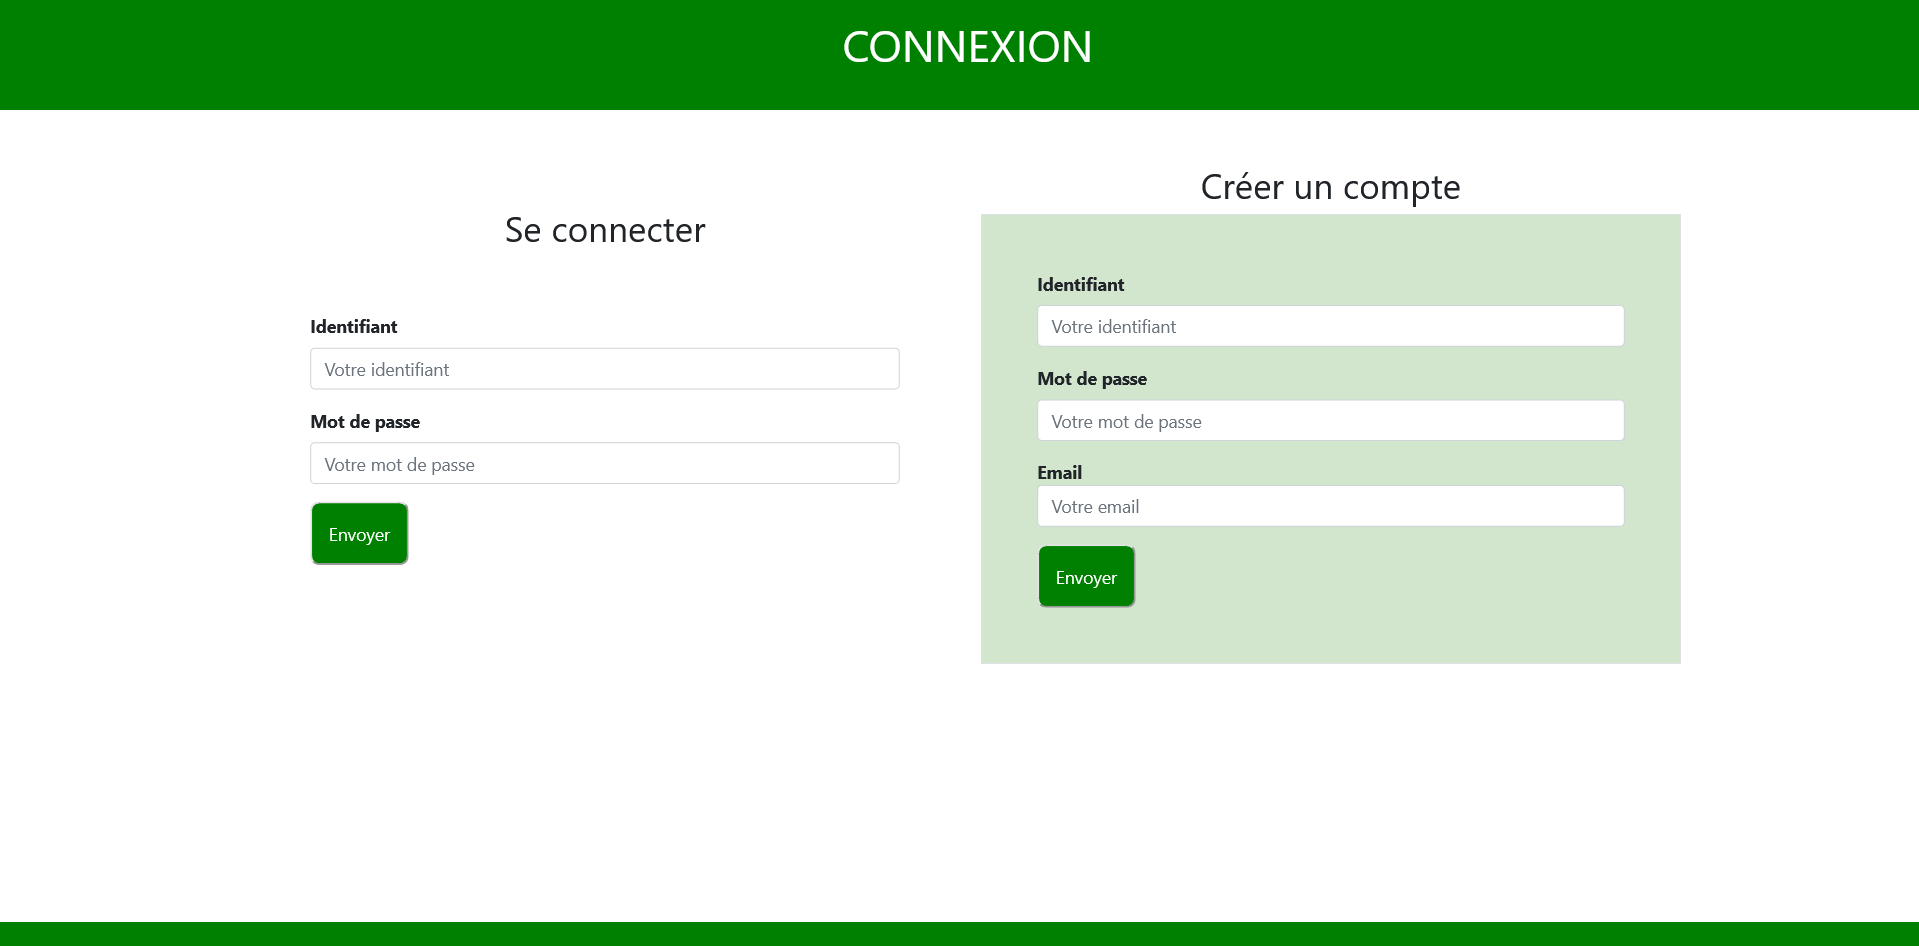 CONNEXION
Se connecter
Identifiant
Votre identifiant
Mot de passe
Votre mot de passe
Envoyer
Créer un compte
Identifiant
Votre identifiant
Mot de passe
Votre mot de passe
Email
Votre email
Envoyer